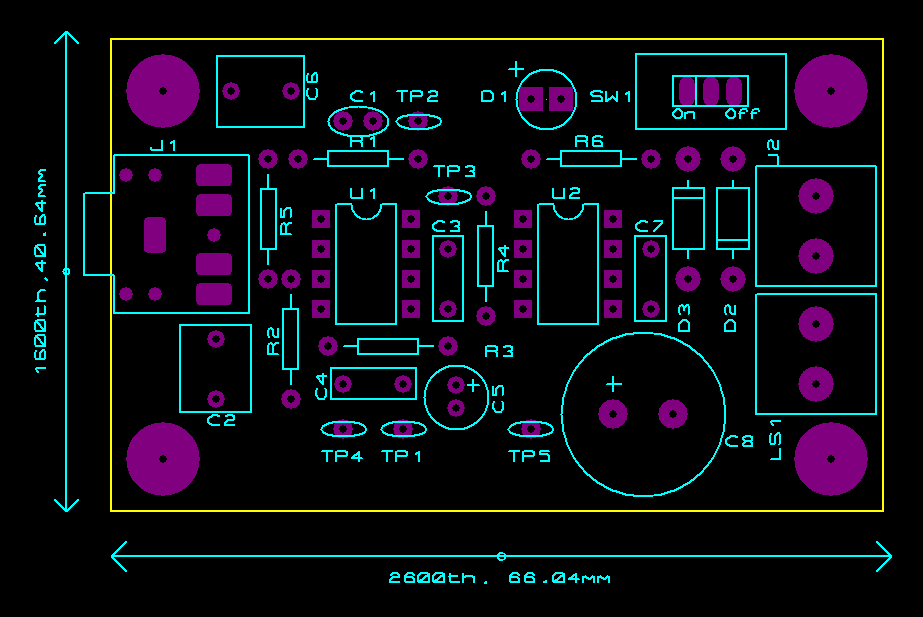 C6
C1
TP2
D1
+
SW1
On
Off
J1
R1
R6
J2
TP3
U1
U2
R5
C3
R4
C7
1600th,40.64mm
R2
D3
D2
R3
C4
+
C5
+
C2
C8
LS1
TP4
TP1
TP5
2600th. 66.04mm